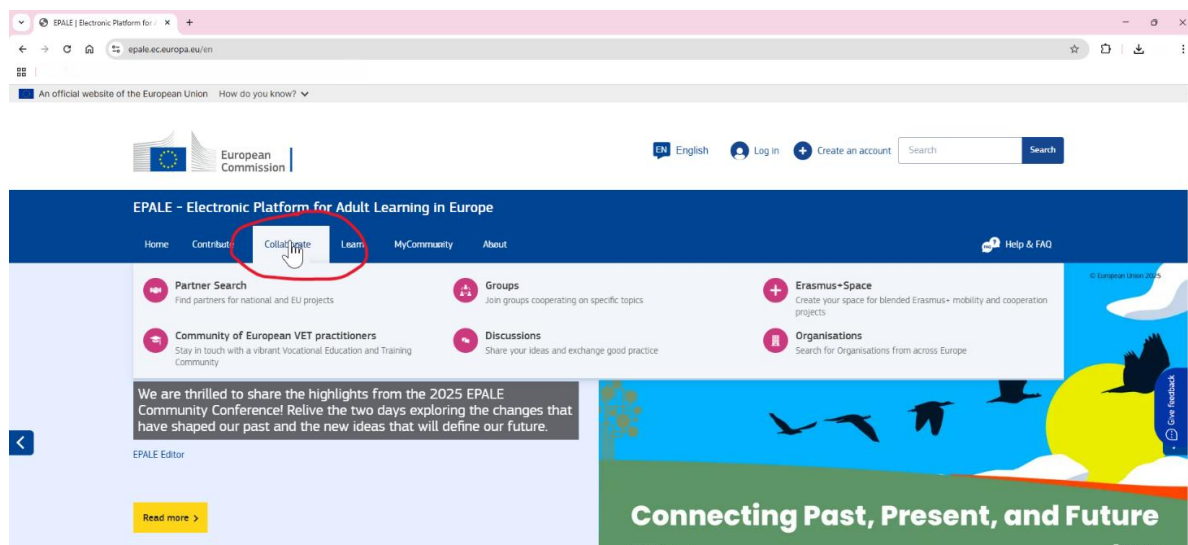 EPALE | Electronic Platform for
epale.ec.europa.eu/en
An official website of the European Union How do you know?
European
Commission
EN English
Log in
Create an account
Search
Search
EPALE - Electronic Platform for Adult Learning in Europe
Home Contribute Collaborate Learn MyCommunity About
Help & FAQ
Partner Search
Find partners for national and EU projects
Groups
Join groups cooperating on specific topics
Erasmus+Space
Create your space for blended Erasmus+ mobility and cooperation
projects
© European Union 2025
Community of European VET practitioners
Stay in touch with a vibrant Vocational Education and Training
Community
Discussions
Share your ideas and exchange good practice
Organisations
Search for Organisations from across Europe
We are thrilled to share the highlights from the 2025 EPALE
Community Conference! Relive the two days exploring the changes that
have shaped our past and the new ideas that will define our future.
EPALE Editor
Read more
Give feedback
Connecting Past, Present, and Future